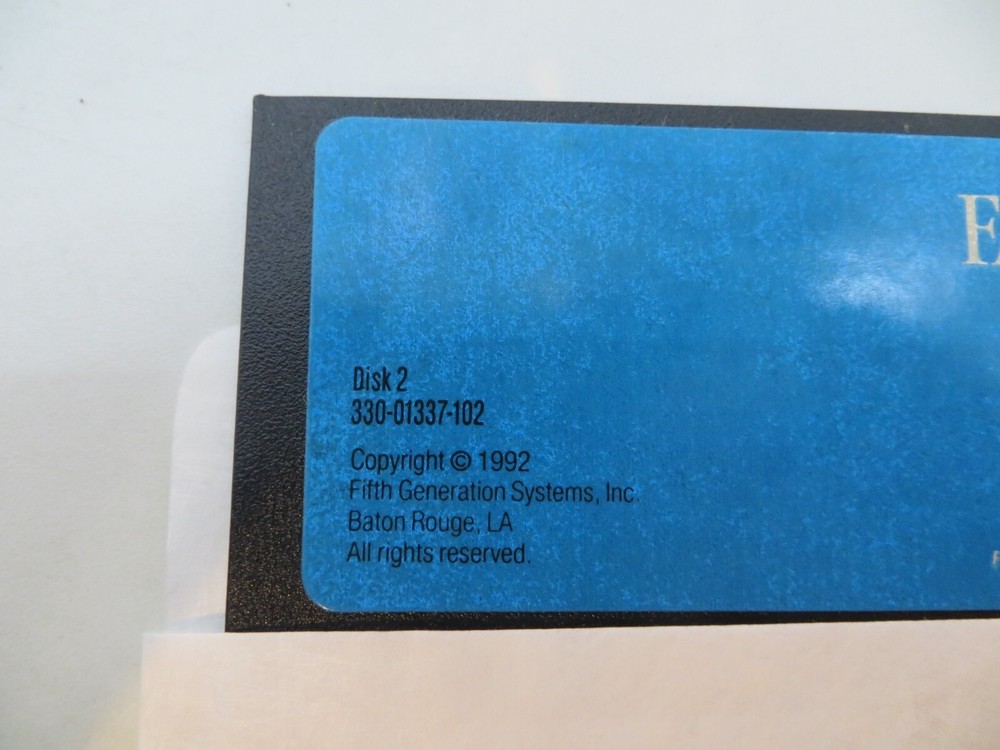 Disk 2
330-01337-102
Copyright © 1992
Fifth Generation Systems, Inc.
Baton Rouge, LA
All rights reserved.